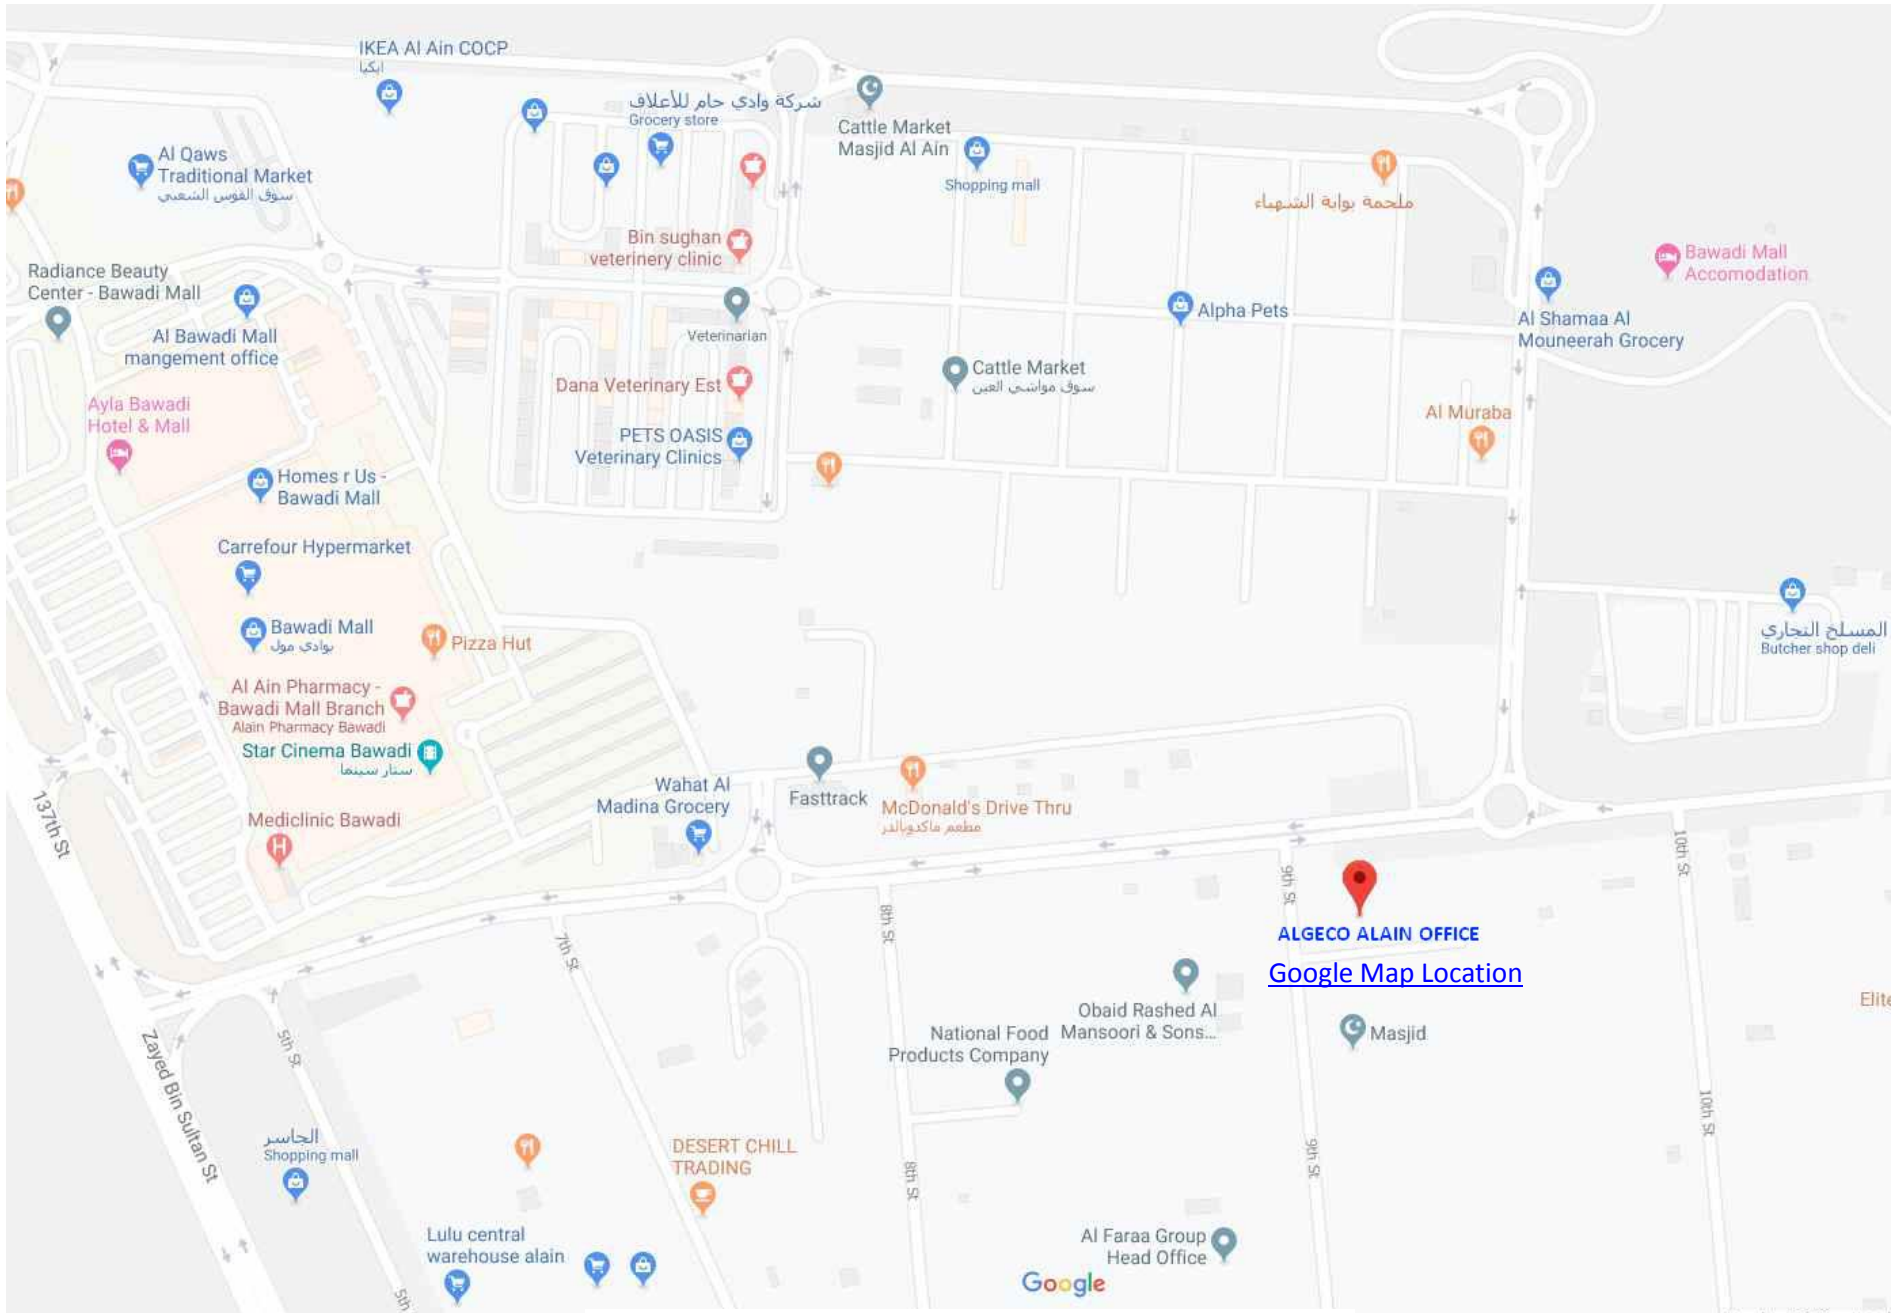 IKEA Al Ain COCP
ايكيا
شركة وادي حام للأعلاف
Grocery store
Cattle Market
Masjid Al Ain
Al Qaws
Traditional Market
سوق القوس الشعبي
Shopping mall
ملحمة بوابة الشهباء
Bin sughan
veterinery clinic
Bawadi Mall
Accomodation
Radiance Beauty
Center - Bawadi Mall
Al Bawadi Mall
mangement office
Veterinarian
Alpha Pets
Al Shamaa Al
Mouneerah Grocery
Dana Veterinary Est
Cattle Market
سوق مواشي العين
Ayla Bawadi
Hotel & Mall
Al Muraba
PETS OASIS
Veterinary Clinics
Homes r Us -
Bawadi Mall
Carrefour Hypermarket
Bawadi Mall
بوادي مول
Pizza Hut
المسلخ التجاري
Butcher shop deli
Al Ain Pharmacy -
Bawadi Mall Branch
Alain Pharmacy Bawadi
Star Cinema Bawadi
ستار سينما
Wahat Al
Madina Grocery
Fasttrack
McDonald's Drive Thru
مطعم ماكدونالدز
Mediclinic Bawadi
137th St
10th St
9th St
8th St
7th St
ALGECO ALAIN OFFICE
Google Map Location
Obaid Rashed Al
Mansoori & Sons...
National Food
Products Company
Masjid
Elite
5th St
Zayed Bin Sultan St
10th St
9th St
8th St
الجاسر
Shopping mall
DESERT CHILL
TRADING
Lulu central
warehouse alain
Al Faraa Group
Head Office
5th
Google